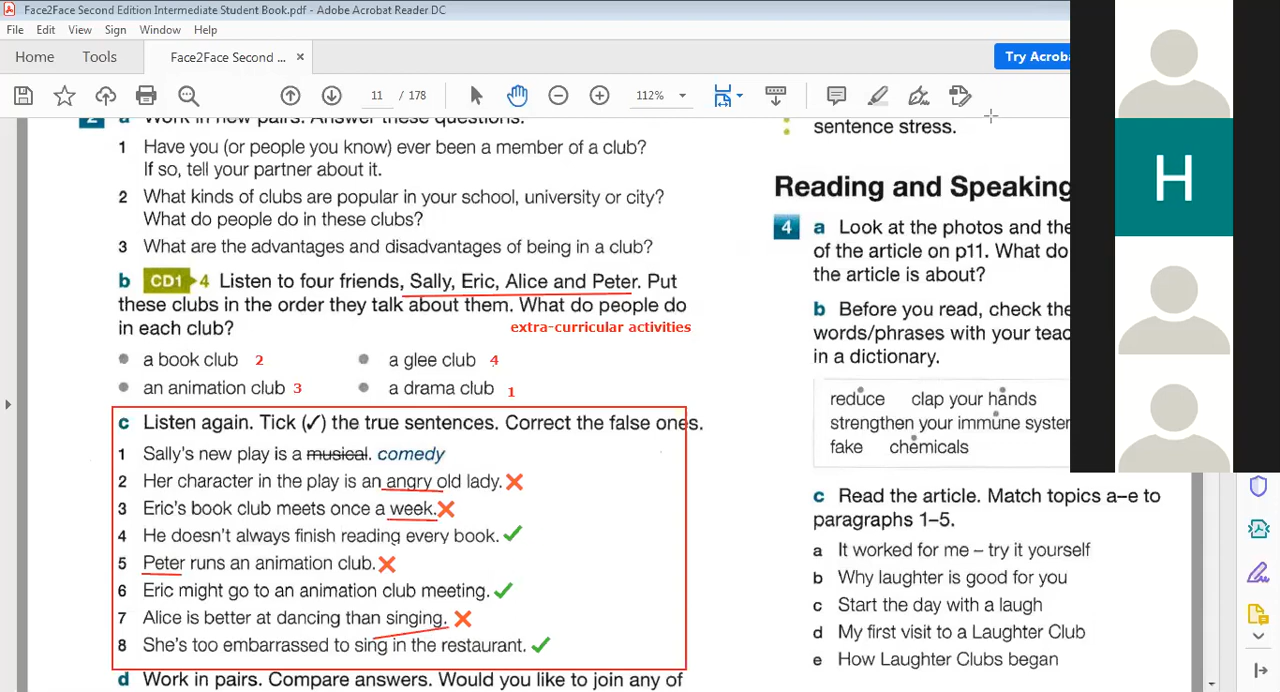 Face2Face Second Edition Intermediate Student Book.pdf - Adobe Acrobat Reader DC
File Edit View Sign Window Help
Home Tools Face2Face Second ... × Try Acroba
11 / 178 112%
2 a Work in new pairs. Answer these questions.
1 Have you (or people you know) ever been a member of a club?
If so, tell your partner about it.
2 What kinds of clubs are popular in your school, university or city?
What do people do in these clubs?
3 What are the advantages and disadvantages of being in a club?
b CD1 4 Listen to four friends, Sally, Eric, Alice and Peter. Put
these clubs in the order they talk about them. What do people do
in each club?
extra-curricular activities
a book club 2
a glee club 4
an animation club 3
a drama club 1
c Listen again. Tick (✓) the true sentences. Correct the false ones.
1 Sally's new play is a musical. comedy
2 Her character in the play is an angry old lady. ❌
3 Eric's book club meets once a week. ❌
4 He doesn't always finish reading every book. ✓
5 Peter runs an animation club. ❌
6 Eric might go to an animation club meeting. ✓
7 Alice is better at dancing than singing. ❌
8 She's too embarrassed to sing in the restaurant. ✓
d Work in pairs. Compare answers. Would you like to join any of
sentence stress.
Reading and Speaking
4 a Look at the photos and the
of the article on p11. What do
the article is about?
b Before you read, check the
words/phrases with your teac
in a dictionary.
reduce clap your hands
strengthen your immune system
fake chemicals
c Read the article. Match topics a–e to
paragraphs 1–5.
a It worked for me – try it yourself
b Why laughter is good for you
c Start the day with a laugh
d My first visit to a Laughter Club
e How Laughter Clubs began
H